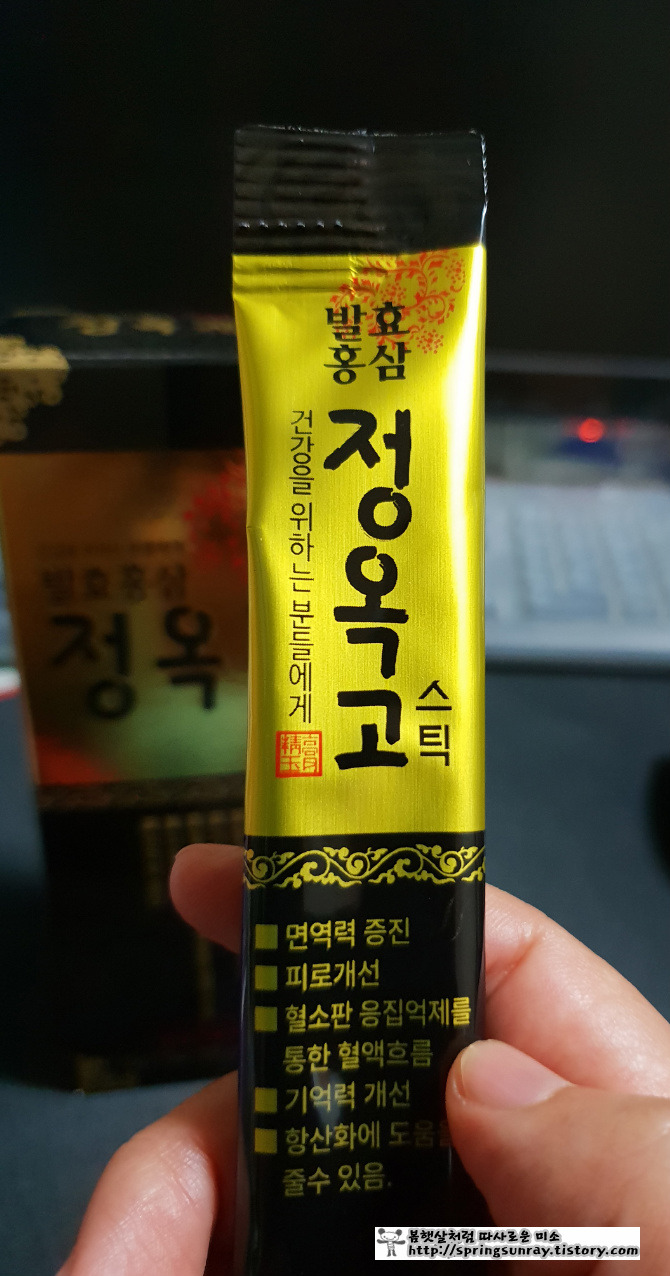 발효
홍삼
정옥고
스틱
건강을 위하는 분들에게
精玉膏
면역력 증진
피로개선
혈소판 응집억제를
통한 혈액흐름
기억력 개선
항산화에 도움을
줄수 있음.
발효홍삼
정옥
봄햇살처럼 따사로운 미소
http://springsunray.tistory.com